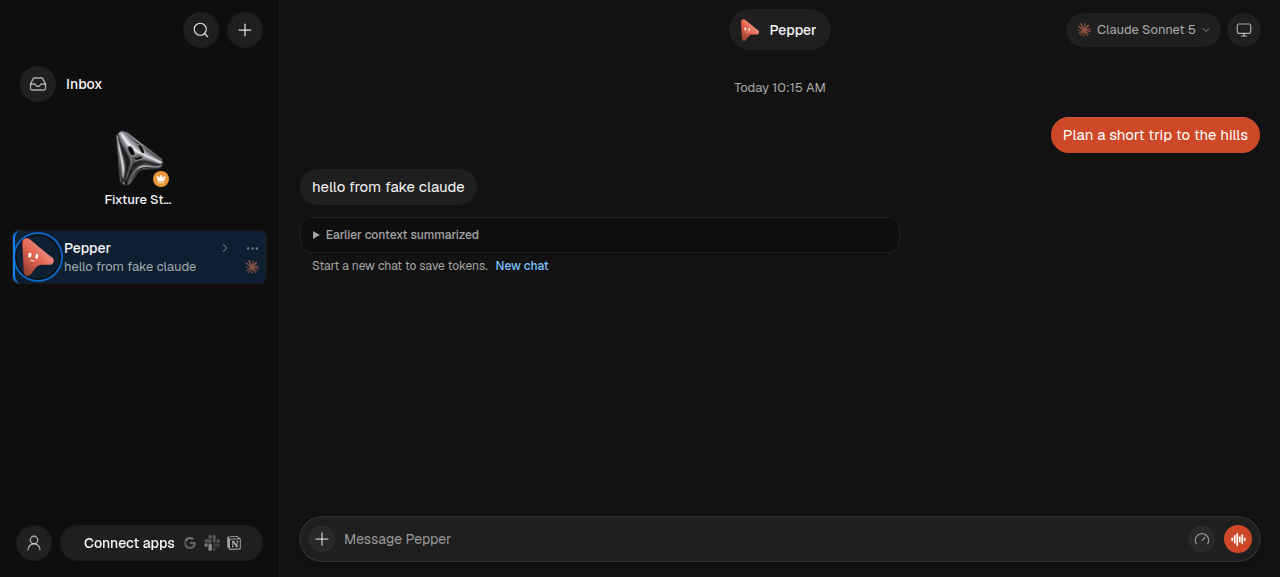 Inbox
Fixture St...
Pepper
hello from fake claude
Connect apps
Pepper
Claude Sonnet 5
Today 10:15 AM
Plan a short trip to the hills
hello from fake claude
Earlier context summarized
Start a new chat to save tokens. New chat
Message Pepper